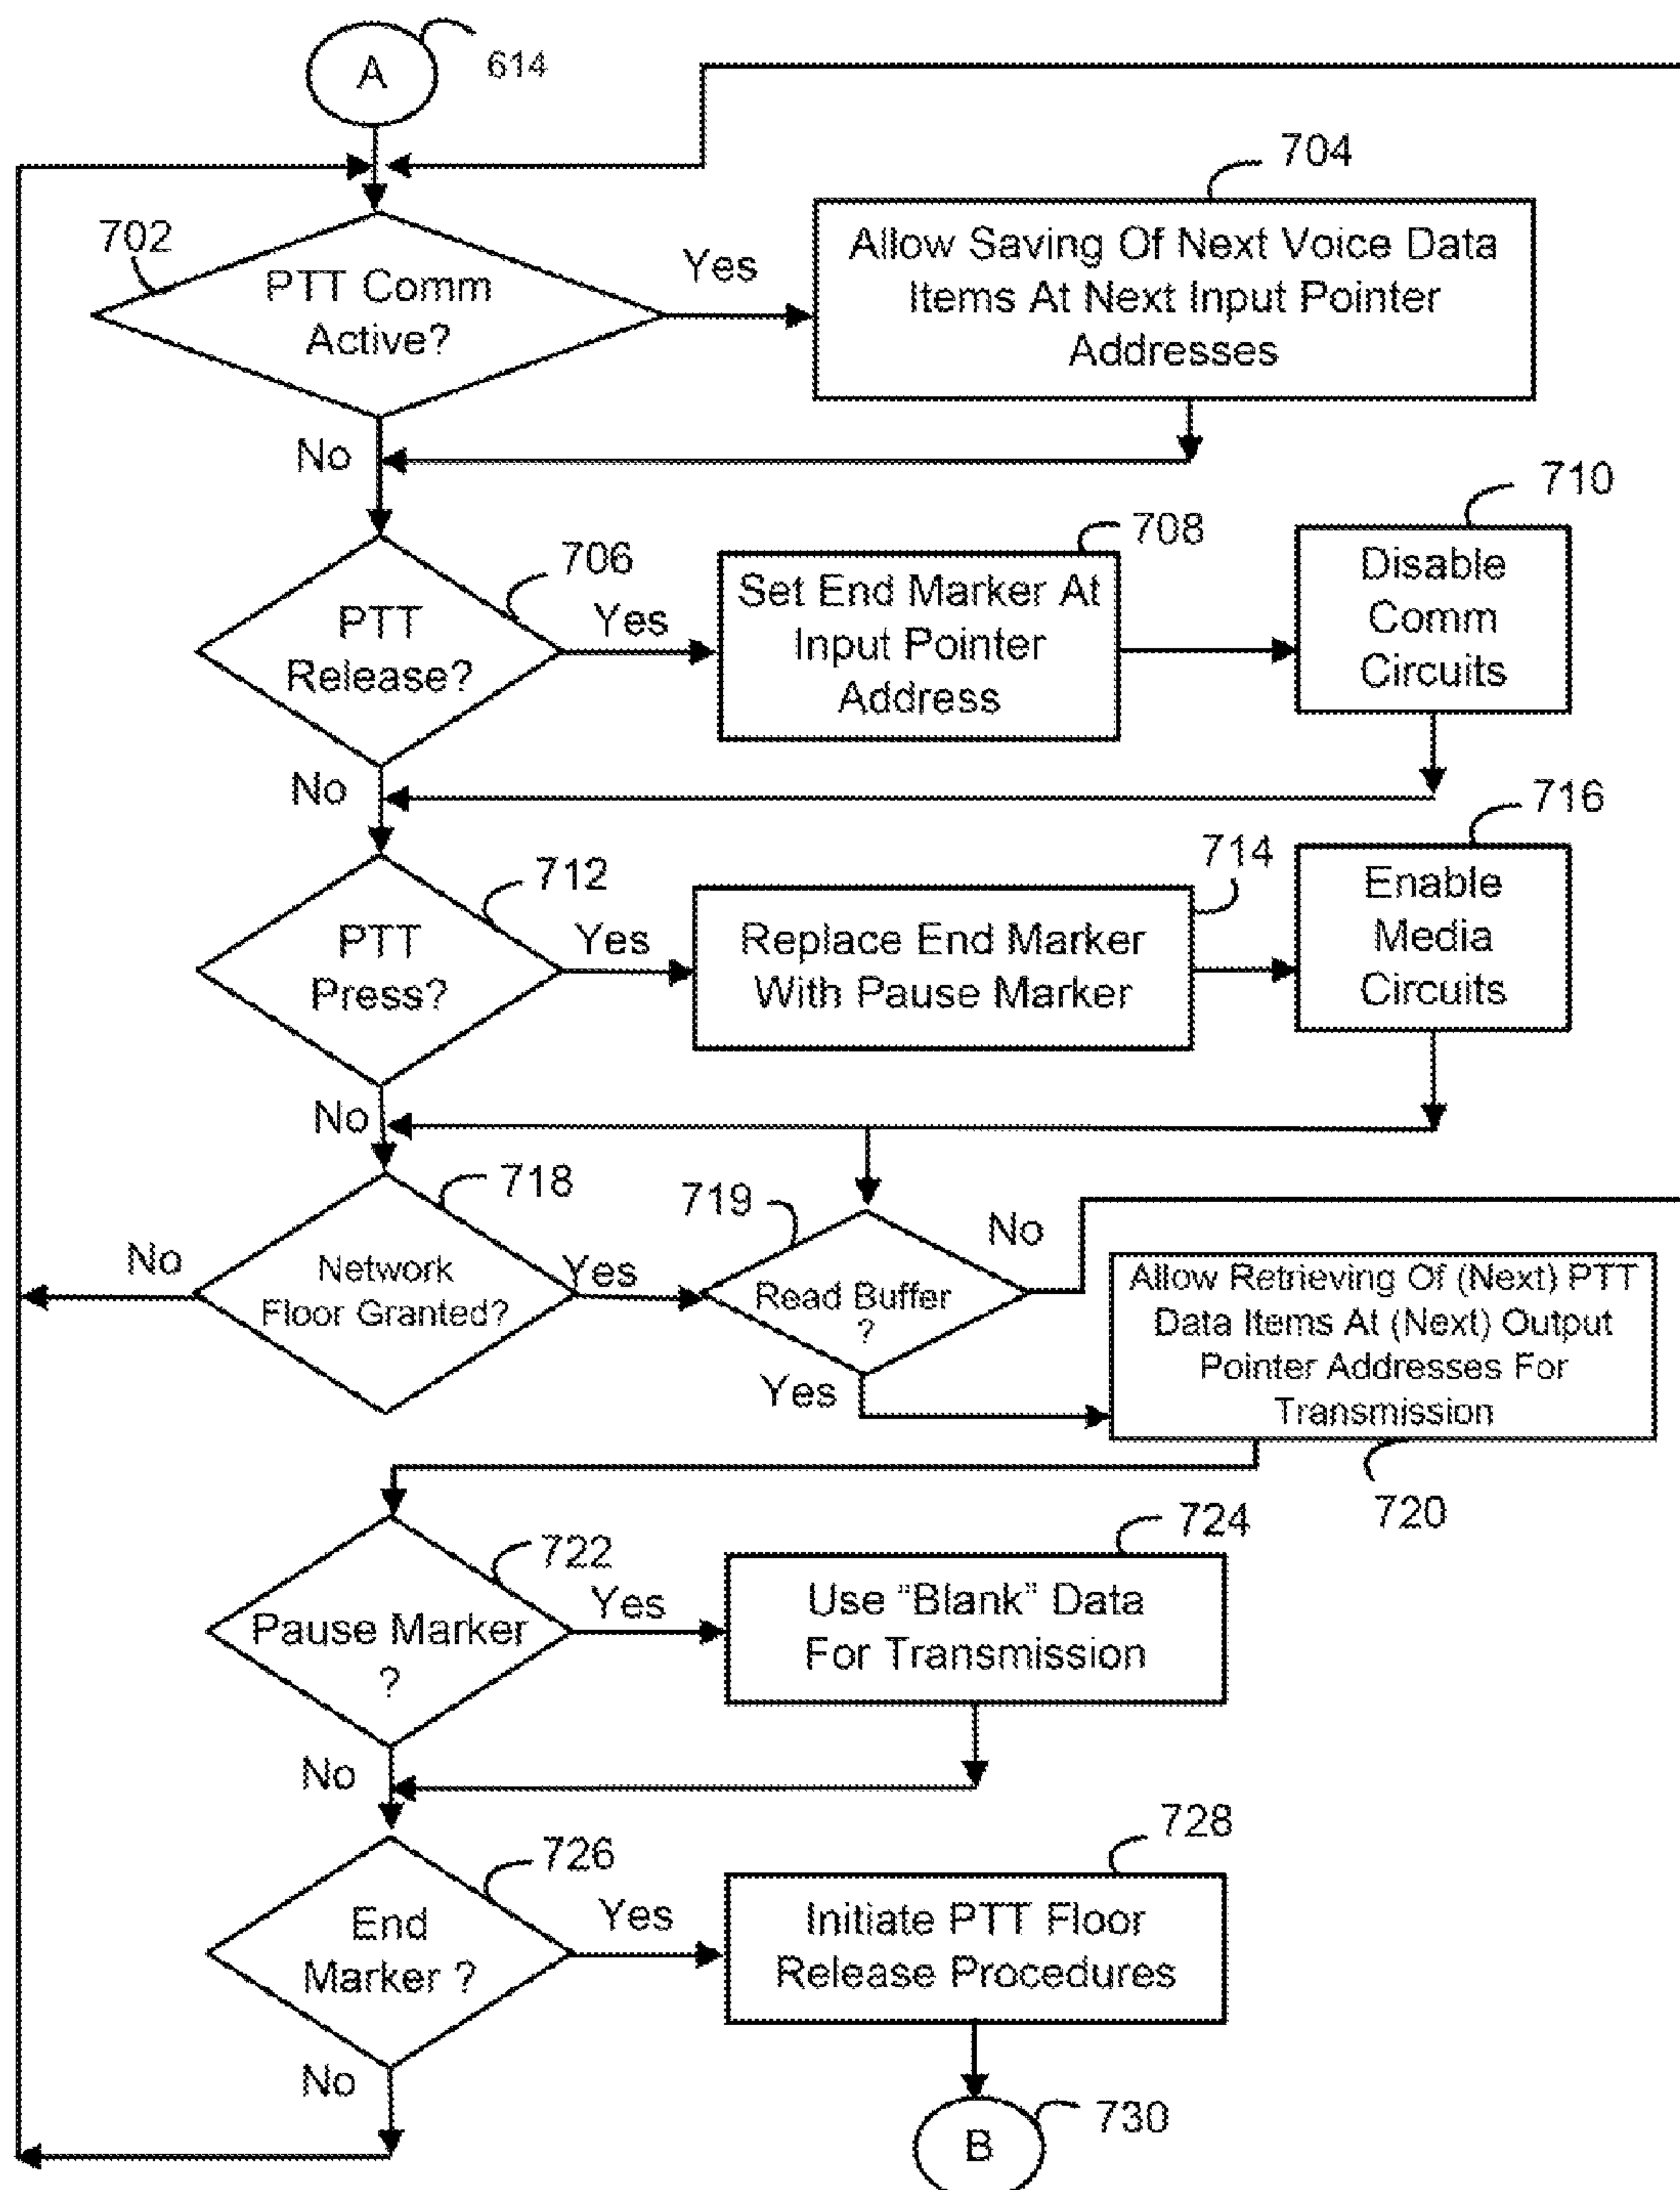 A
614
702
PTT Comm
Active?
Yes
704
Allow Saving Of Next Voice Data
Items At Next Input Pointer
Addresses
No
706
PTT
Release?
Yes
708
Set End Marker At
Input Pointer
Address
710
Disable
Comm
Circuits
No
712
PTT
Press?
Yes
714
Replace End Marker
With Pause Marker
716
Enable
Media
Circuits
No
718
Network
Floor Granted?
No
Yes
719
Read Buffer
?
No
Yes
Allow Retrieving Of (Next) PTT
Data Items At (Next) Output
Pointer Addresses For
Transmission
720
722
Pause Marker
?
Yes
724
Use “Blank” Data
For Transmission
No
726
End
Marker ?
Yes
728
Initiate PTT Floor
Release Procedures
No
B
730